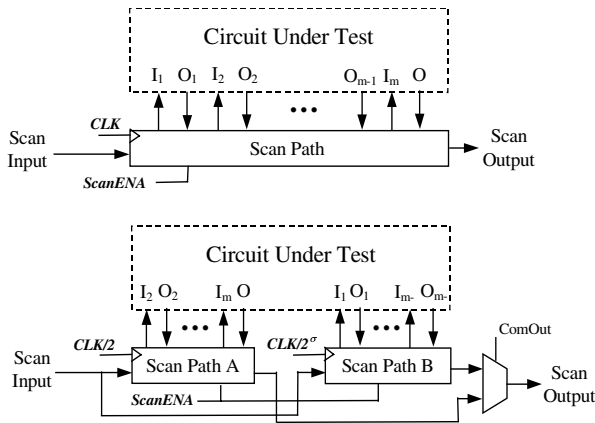 Circuit Under Test
I1 O1 I2 O2 Om-1 Im O
•••
CLK
Scan Input
Scan Path
Scan Output
ScanENA
Circuit Under Test
I2 O2 Im O I1 O1 Im- Om-
••• •••
CLK/2 CLK/2σ
ComOut
Scan Input
Scan Path A Scan Path B
Scan Output
ScanENA